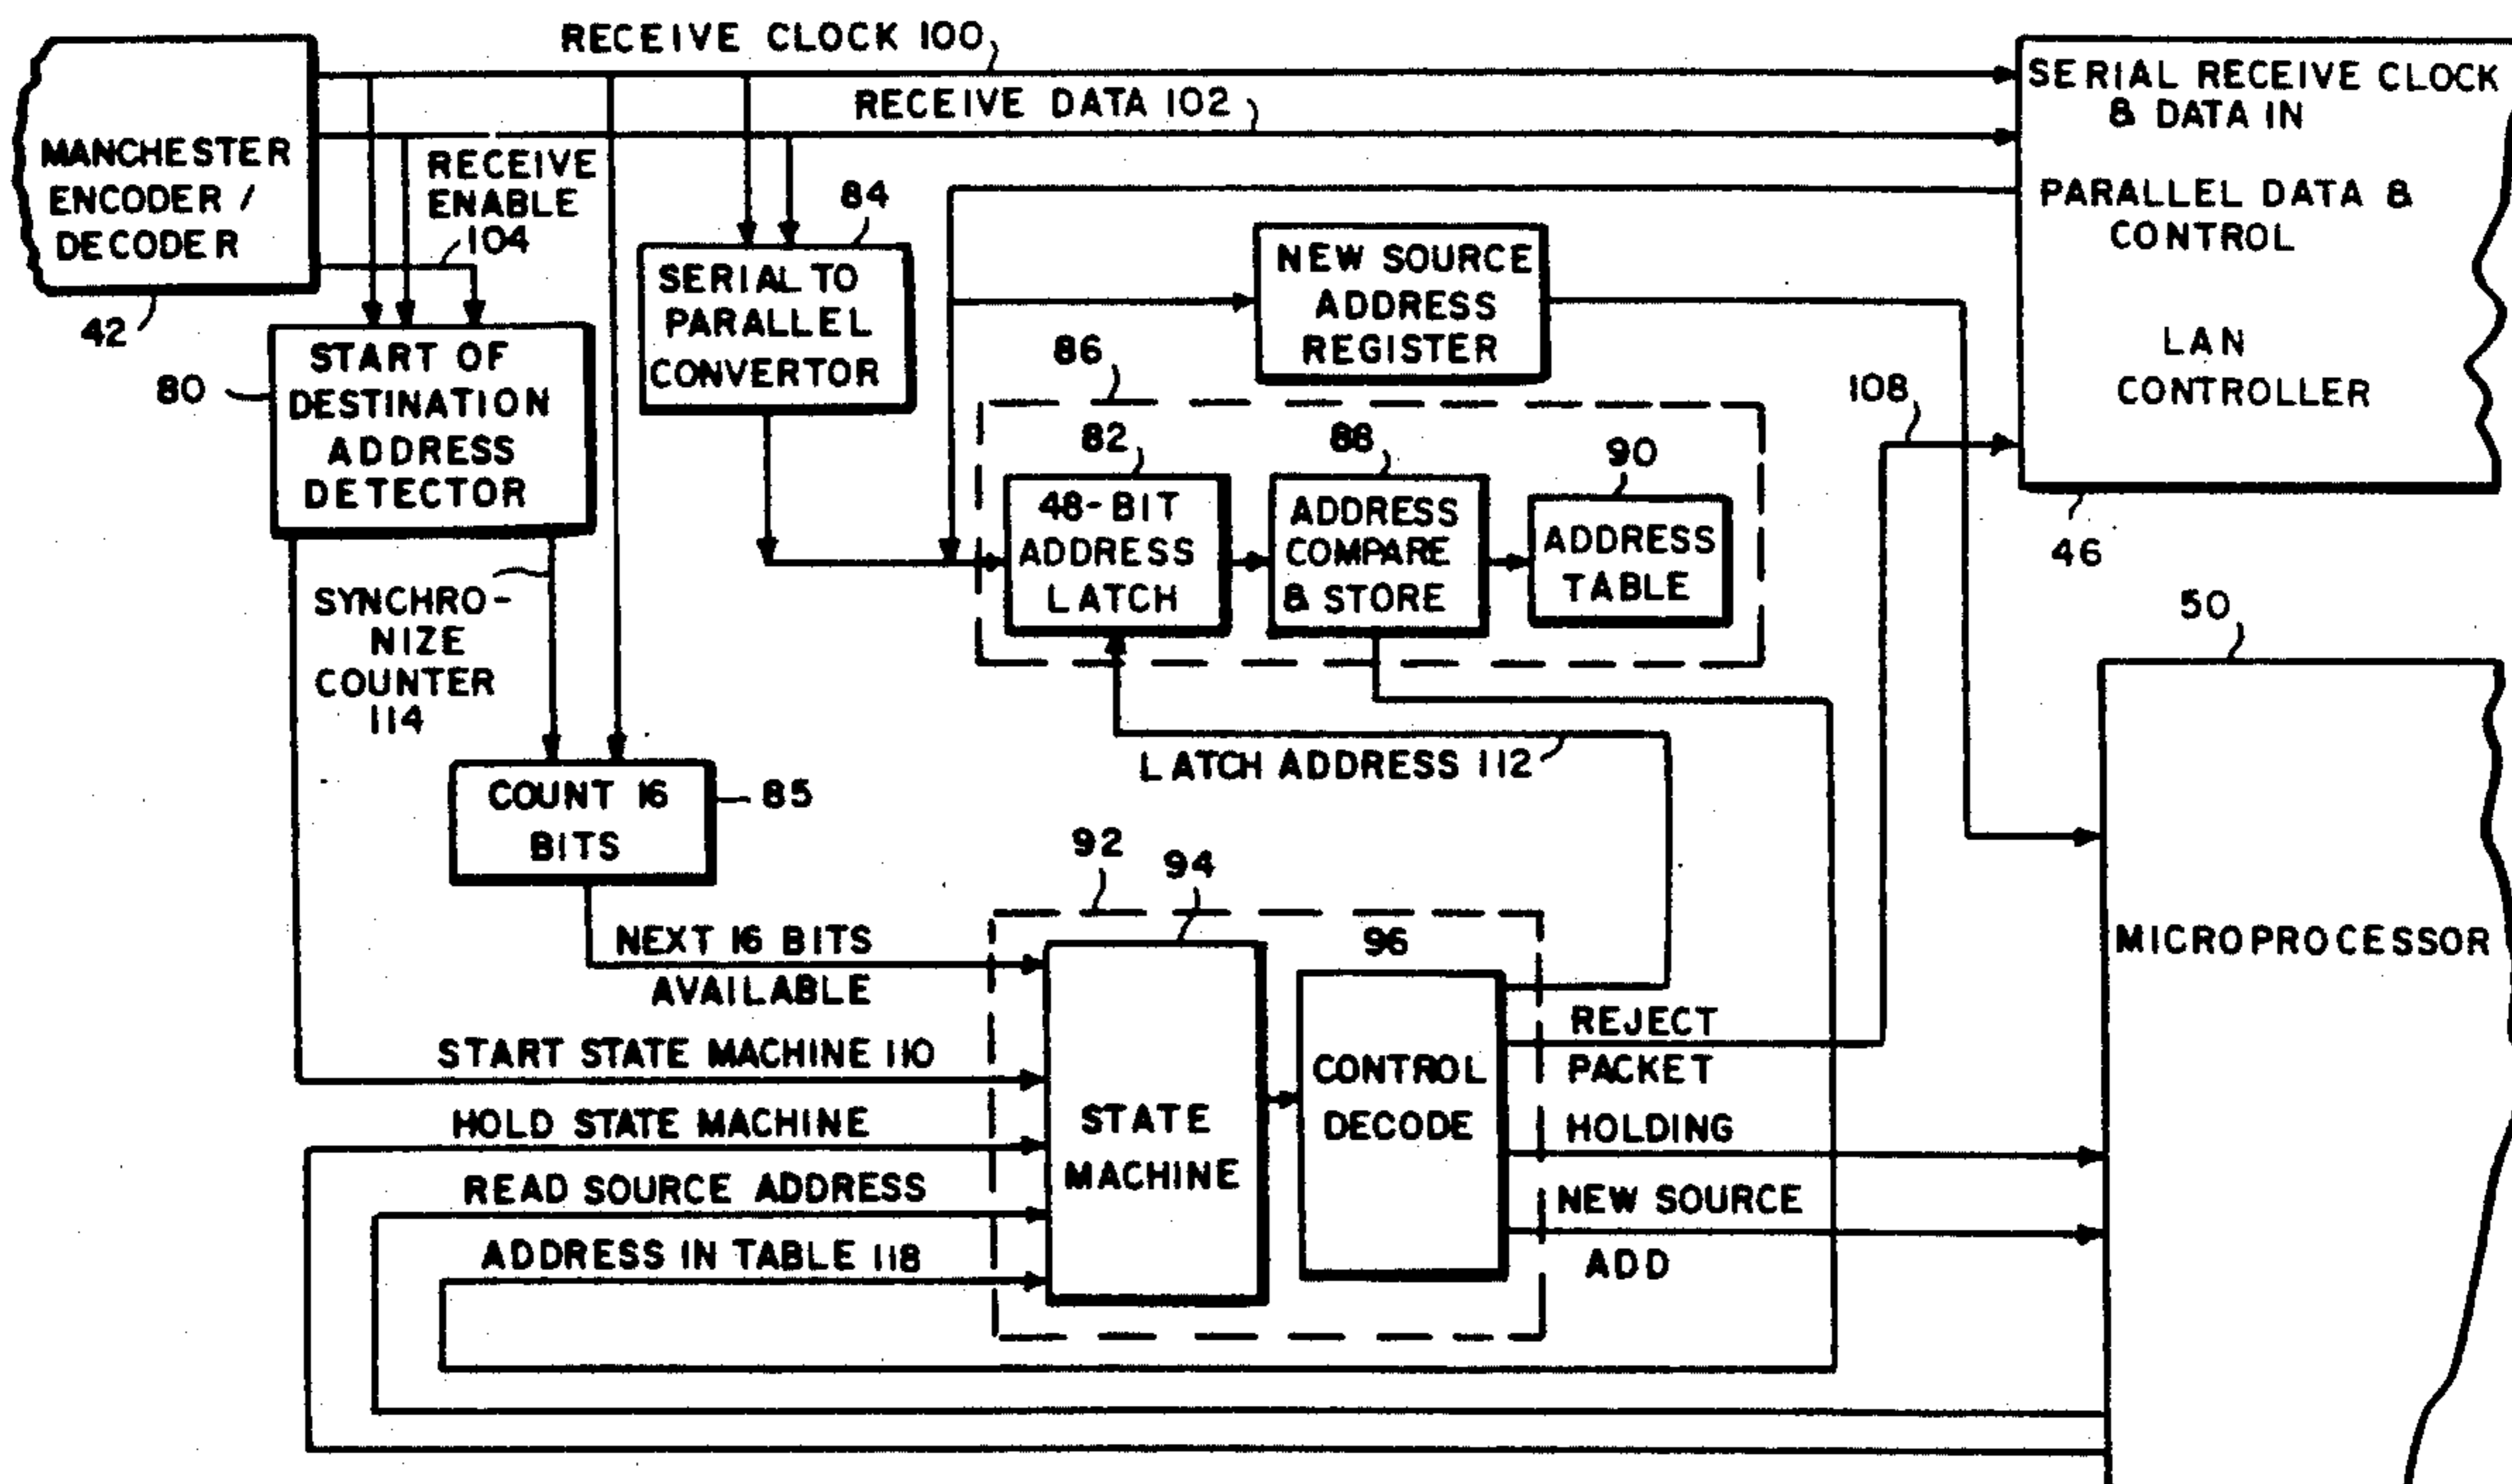 RECEIVE CLOCK 100
RECEIVE DATA 102
SERIAL RECEIVE CLOCK
& DATA IN
MANCHESTER
ENCODER /
DECODER
42
RECEIVE
ENABLE
104
PARALLEL DATA &
CONTROL
LAN
CONTROLLER
46
84
SERIAL TO
PARALLEL
CONVERTOR
NEW SOURCE
ADDRESS
REGISTER
80
START OF
DESTINATION
ADDRESS
DETECTOR
86
108
82
48-BIT
ADDRESS
LATCH
88
ADDRESS
COMPARE
& STORE
90
ADDRESS
TABLE
SYNCHRO-
NIZE
COUNTER
114
50
MICROPROCESSOR
LATCH ADDRESS 112
COUNT 16
BITS
85
92
94
96
NEXT 16 BITS
AVAILABLE
START STATE MACHINE 110
HOLD STATE MACHINE
READ SOURCE ADDRESS
ADDRESS IN TABLE 118
STATE
MACHINE
CONTROL
DECODE
REJECT
PACKET
HOLDING
NEW SOURCE
ADD